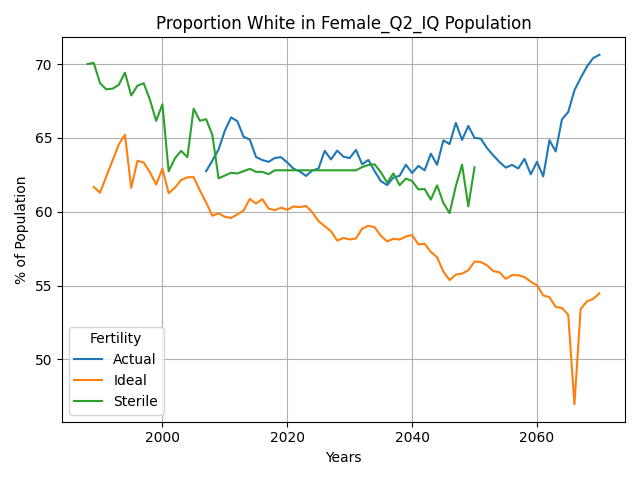 Proportion White in Female_Q2_IQ Population
% of Population
70
65
60
55
50
Fertility
Actual
Ideal
Sterile
2000
2020
2040
2060
Years